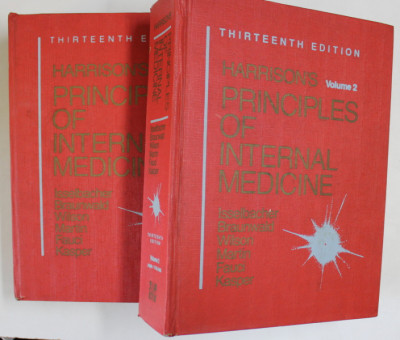 THIRTEENTH E
HARRISON'S
PRINCIPLES
OF
INTERNAL
MEDICINE
Isselbacher
Braunwald
Wilson
Martin
Fauci
Kasper
THIRTEENTH EDITION
HARRISON'S
Volume 2
PRINCIPLES
OF
INTERNAL
MEDICINE
Isselbacher
Braunwald
Wilson
Martin
Fauci
Kasper